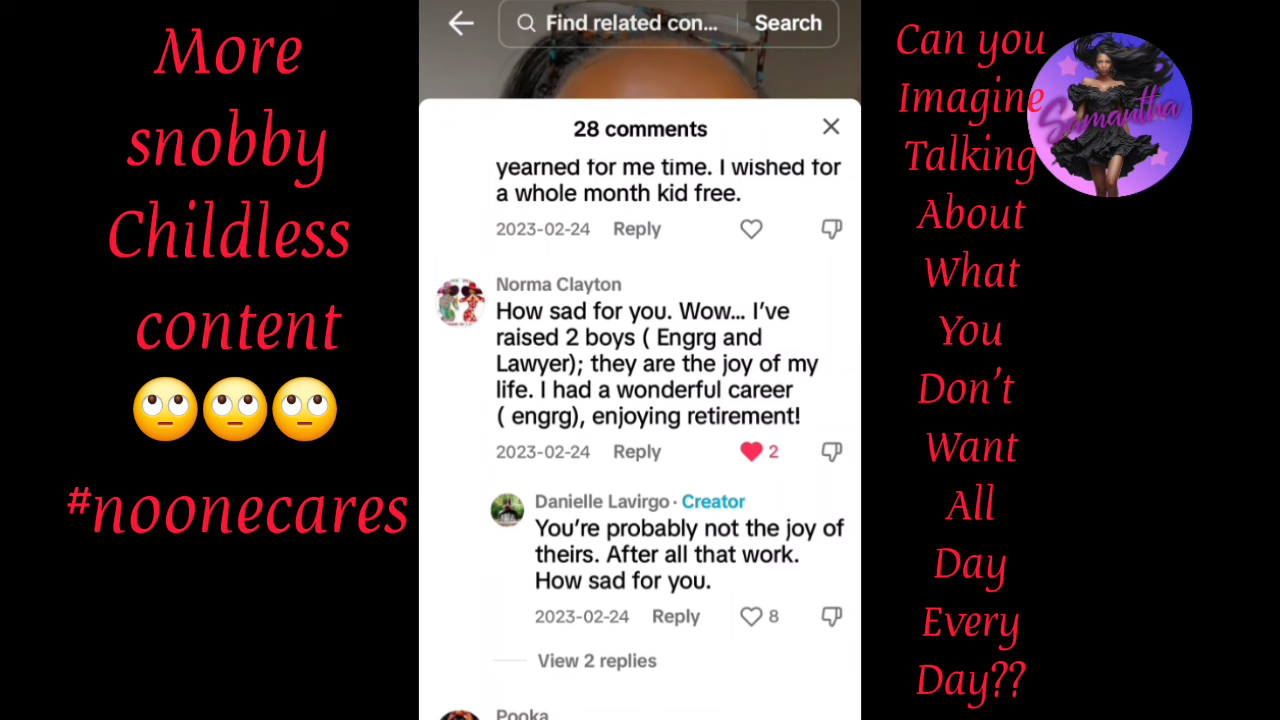 More
snobby
Childless
content
🙄🙄🙄
#noonecares
Find related con...
Search
28 comments
yearned for me time. I wished for
a whole month kid free.
2023-02-24 Reply
Norma Clayton
How sad for you. Wow... I've
raised 2 boys ( Engrg and
Lawyer); they are the joy of my
life. I had a wonderful career
( engrg), enjoying retirement!
2023-02-24 Reply 2
Danielle Lavirgo · Creator
You're probably not the joy of
theirs. After all that work.
How sad for you.
2023-02-24 Reply 8
View 2 replies
Pooka
Can you
Imagine
Talking
About
What
You
Don't
Want
All
Day
Every
Day??
Samantha